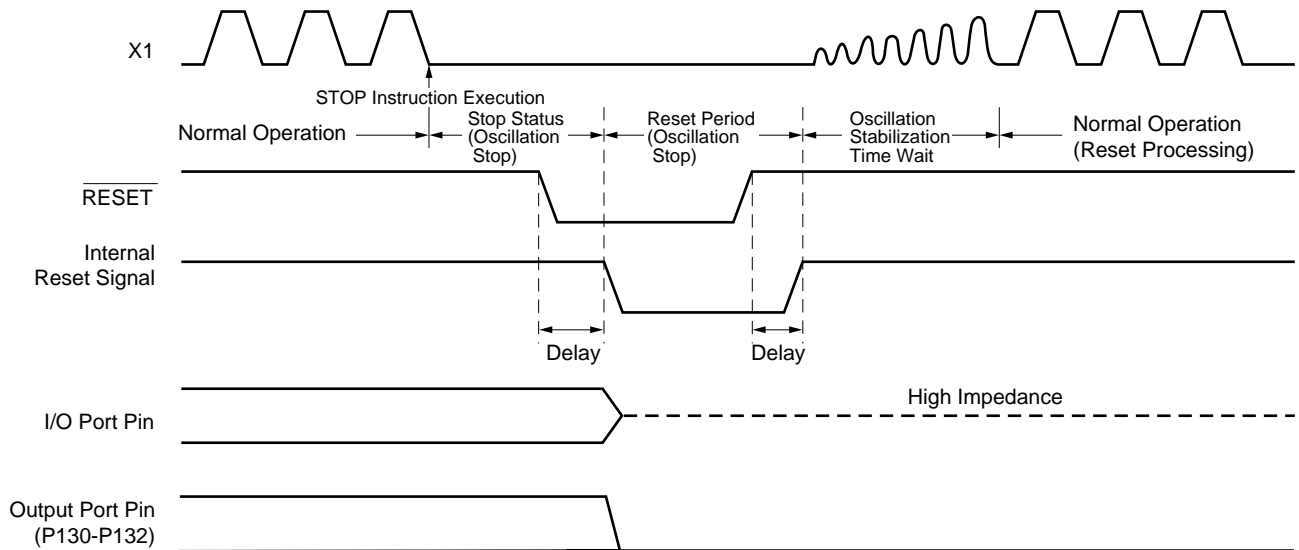 X1
STOP Instruction Execution
Normal Operation
Stop Status
(Oscillation
Stop)
Reset Period
(Oscillation
Stop)
Oscillation
Stabilization
Time Wait
Normal Operation
(Reset Processing)
RESET
Internal
Reset Signal
Delay
Delay
I/O Port Pin
High Impedance
Output Port Pin
(P130-P132)